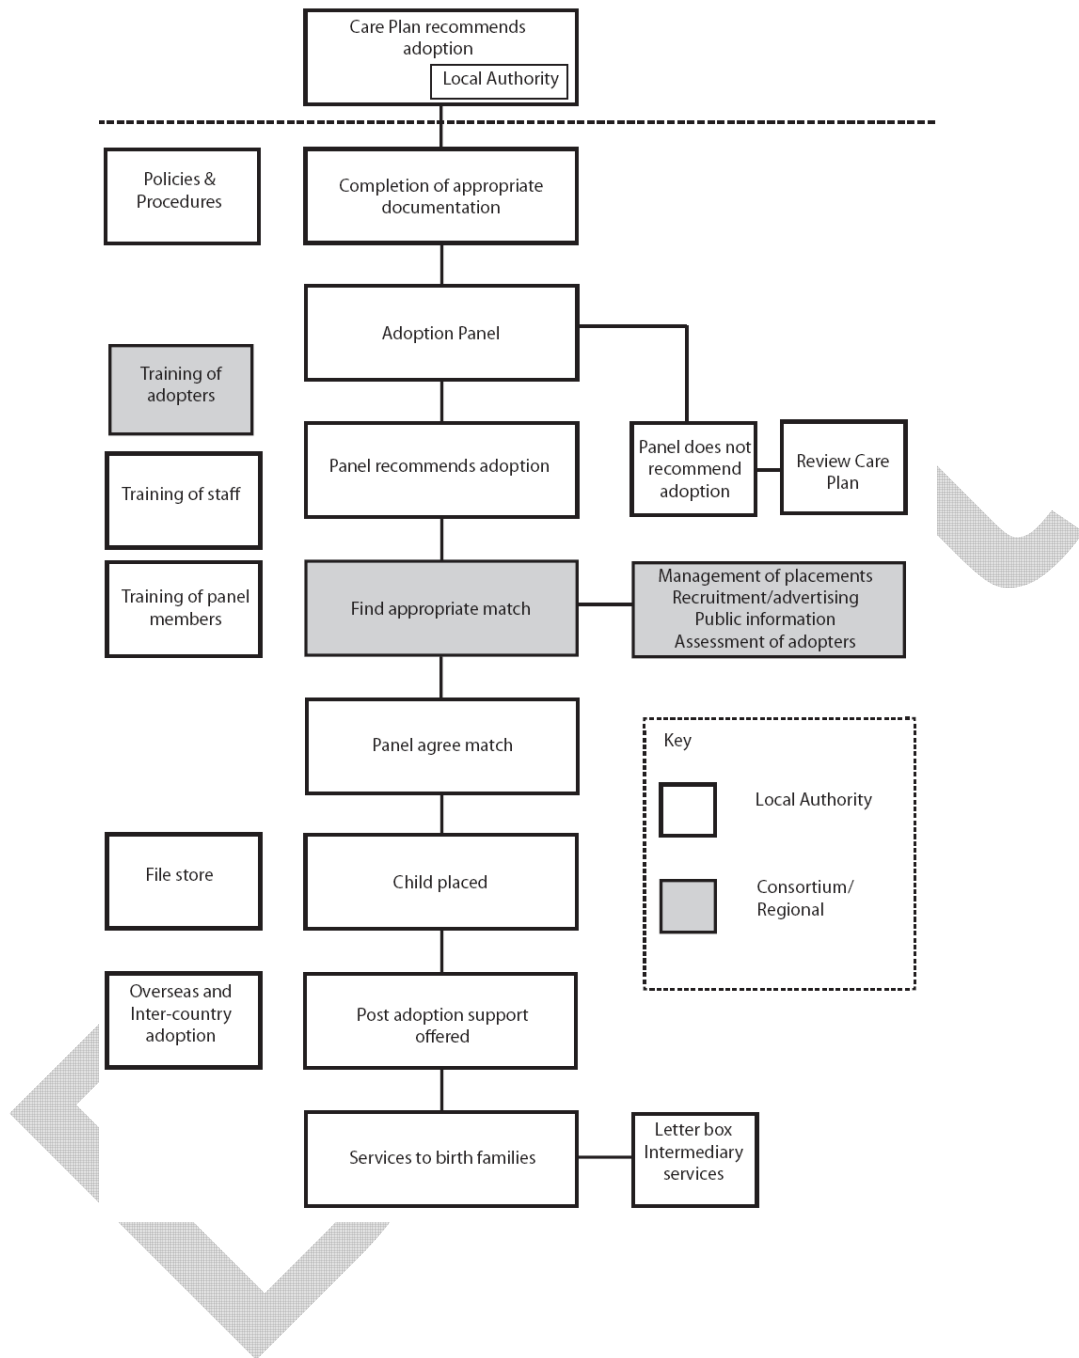 Care Plan recommends
adoption
Local Authority
Policies &
Procedures
Completion of appropriate
documentation
Adoption Panel
Training of
adopters
Panel recommends adoption
Panel does not
recommend
adoption
Review Care
Plan
Training of staff
Training of panel
members
Find appropriate match
Management of placements
Recruitment/advertising
Public information
Assessment of adopters
Panel agree match
Key
Local Authority
Consortium/
Regional
File store
Child placed
Overseas and
Inter-country
adoption
Post adoption support
offered
Services to birth families
Letter box
Intermediary
services